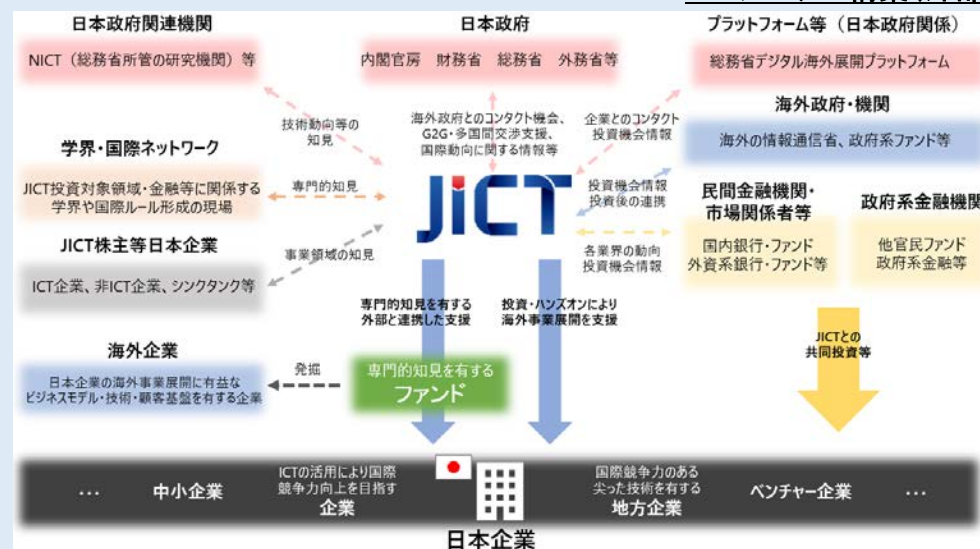 日本政府関連機関
NICT（総務省所管の研究機関）等
日本政府
内閣官房　財務省　総務省　外務省等
プラットフォーム等（日本政府関係）
総務省デジタル海外展開プラットフォーム
技術動向等の
知見
海外政府とのコンタクト機会、
G2G・多国間交渉支援、
国際動向に関する情報等
企業とのコンタクト
投資機会情報
海外政府・機関
海外の情報通信省、政府系ファンド等
学界・国際ネットワーク
JICT投資対象領域・金融等に関係する
学界や国際ルール形成の現場
専門的知見
JICT
投資機会情報
投資後の連携
民間金融機関・
市場関係者等
国内銀行・ファンド
外資系銀行・ファンド等
政府系金融機関
他官民ファンド
政府系金融等
JICT株主等日本企業
ICT企業、非ICT企業、シンクタンク等
事業領域の知見
各業界の動向
投資機会情報
専門的知見を有する
外部と連携した支援
投資・ハンズオンにより
海外事業展開を支援
JICTとの
共同投資等
海外企業
日本企業の海外事業展開に有益な
ビジネスモデル・技術・顧客基盤を有する企業
発掘
専門的知見を有する
ファンド
…
中小企業
ICTの活用により国際
競争力向上を目指す
企業
国際競争力のある
尖った技術を有する
地方企業
ベンチャー企業
…
日本企業